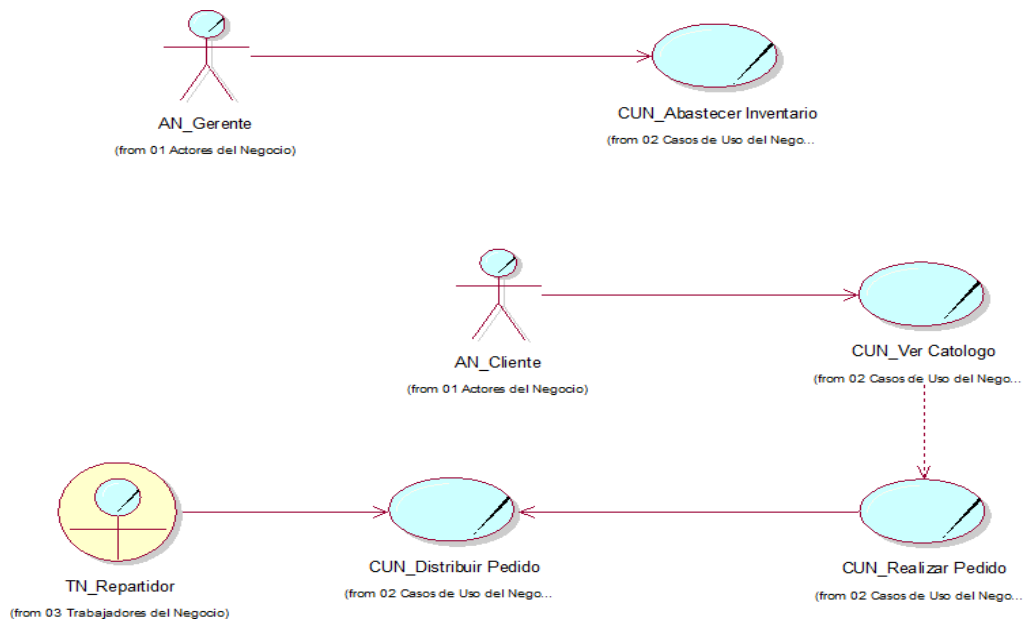 AN_Gerente
(from 01 Actores del Negocio)
CUN_Abastecer Inventario
(from 02 Casos de Uso del Nego...
AN_Cliente
(from 01 Actores del Negocio)
CUN_Ver Catologo
(from 02 Casos de Uso del Nego...
TN_Repartidor
(from 03 Trabajadores del Negocio)
CUN_Distribuir Pedido
(from 02 Casos de Uso del Nego...
CUN_Realizar Pedido
(from 02 Casos de Uso del Nego...